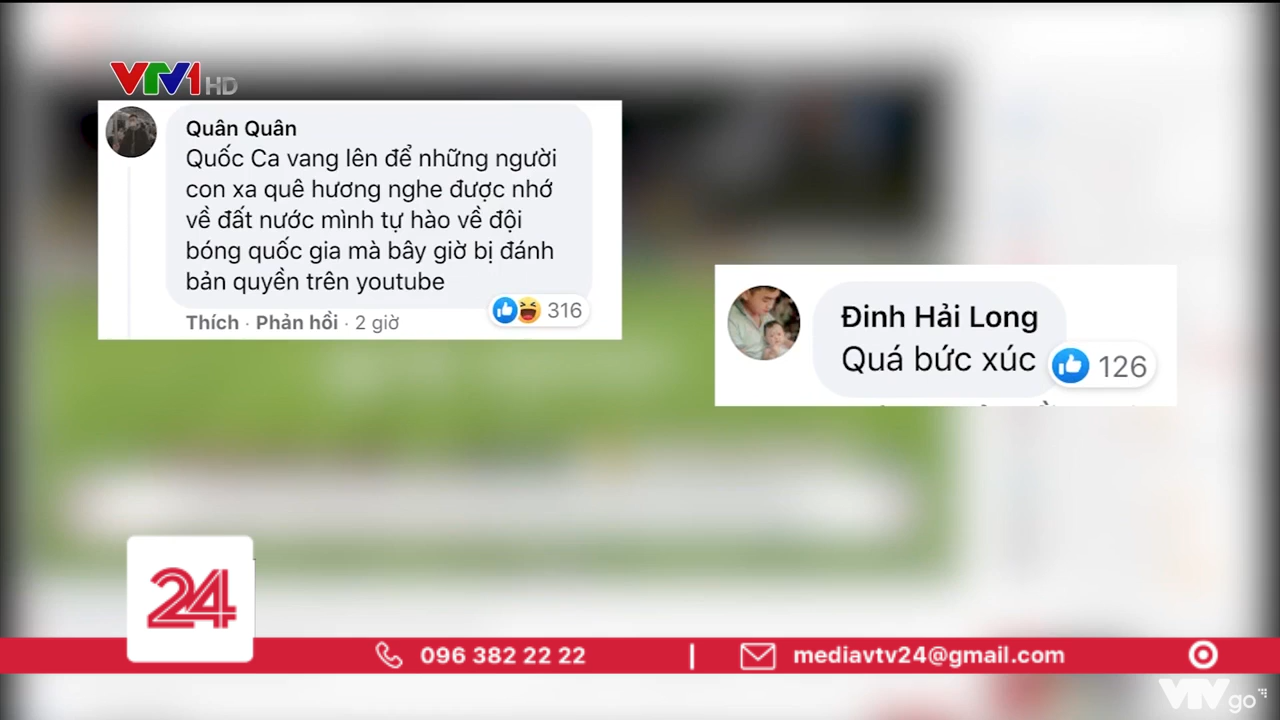 VTV1 HD
Quân Quân
Quốc Ca vang lên để những người
con xa quê hương nghe được nhớ
về đất nước mình tự hào về đội
bóng quốc gia mà bây giờ bị đánh
bản quyền trên youtube
Thích · Phản hồi · 2 giờ
316
Đinh Hải Long
Quá bức xúc
126
24
096 382 22 22 | mediavtv24@gmail.com
VTVgo